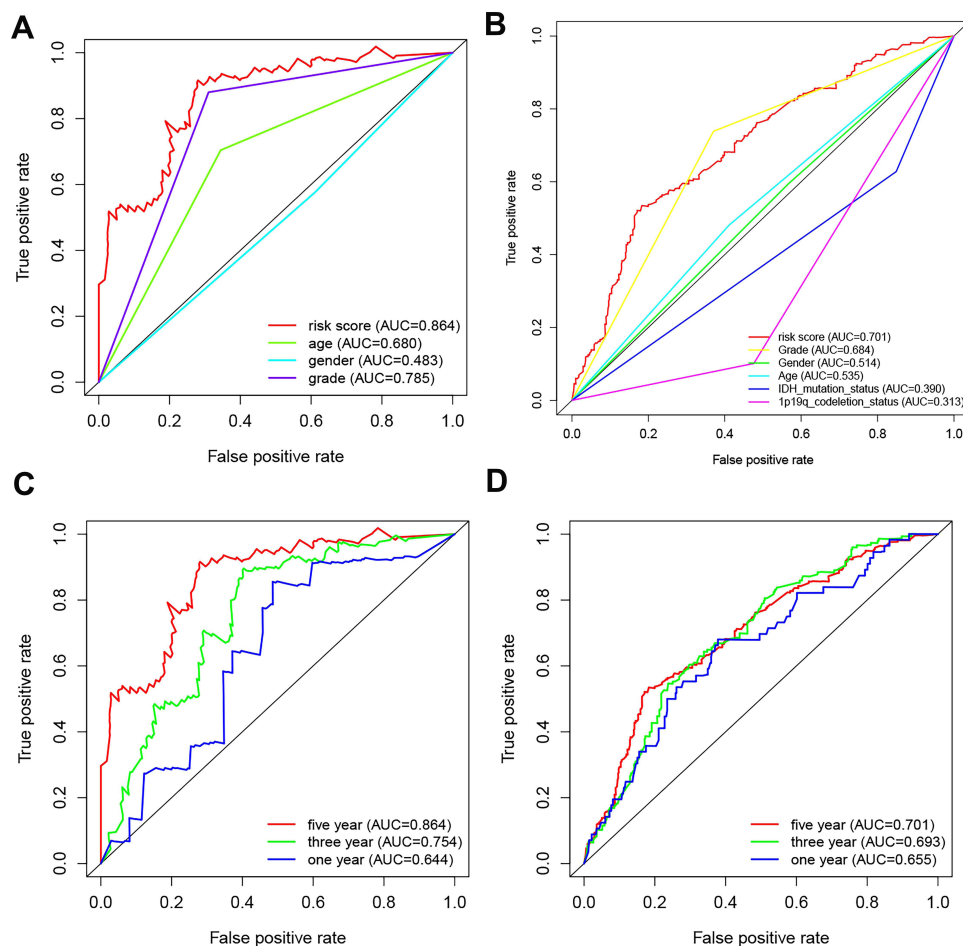 A
True positive rate
1.0
0.8
0.6
0.4
0.2
0.0
risk score (AUC=0.864)
age (AUC=0.680)
gender (AUC=0.483)
grade (AUC=0.785)
0.0 0.2 0.4 0.6 0.8 1.0
False positive rate
B
True positive rate
1.0
0.8
0.6
0.4
0.2
0.0
risk score (AUC=0.701)
Grade (AUC=0.684)
Gender (AUC=0.514)
Age (AUC=0.535)
IDH_mutation_status (AUC=0.390)
1p19q_codeletion_status (AUC=0.313)
0.0 0.2 0.4 0.6 0.8 1.0
False positive rate
C
True positive rate
1.0
0.8
0.6
0.4
0.2
0.0
five year (AUC=0.864)
three year (AUC=0.754)
one year (AUC=0.644)
0.0 0.2 0.4 0.6 0.8 1.0
False positive rate
D
True positive rate
1.0
0.8
0.6
0.4
0.2
0.0
five year (AUC=0.701)
three year (AUC=0.693)
one year (AUC=0.655)
0.0 0.2 0.4 0.6 0.8 1.0
False positive rate